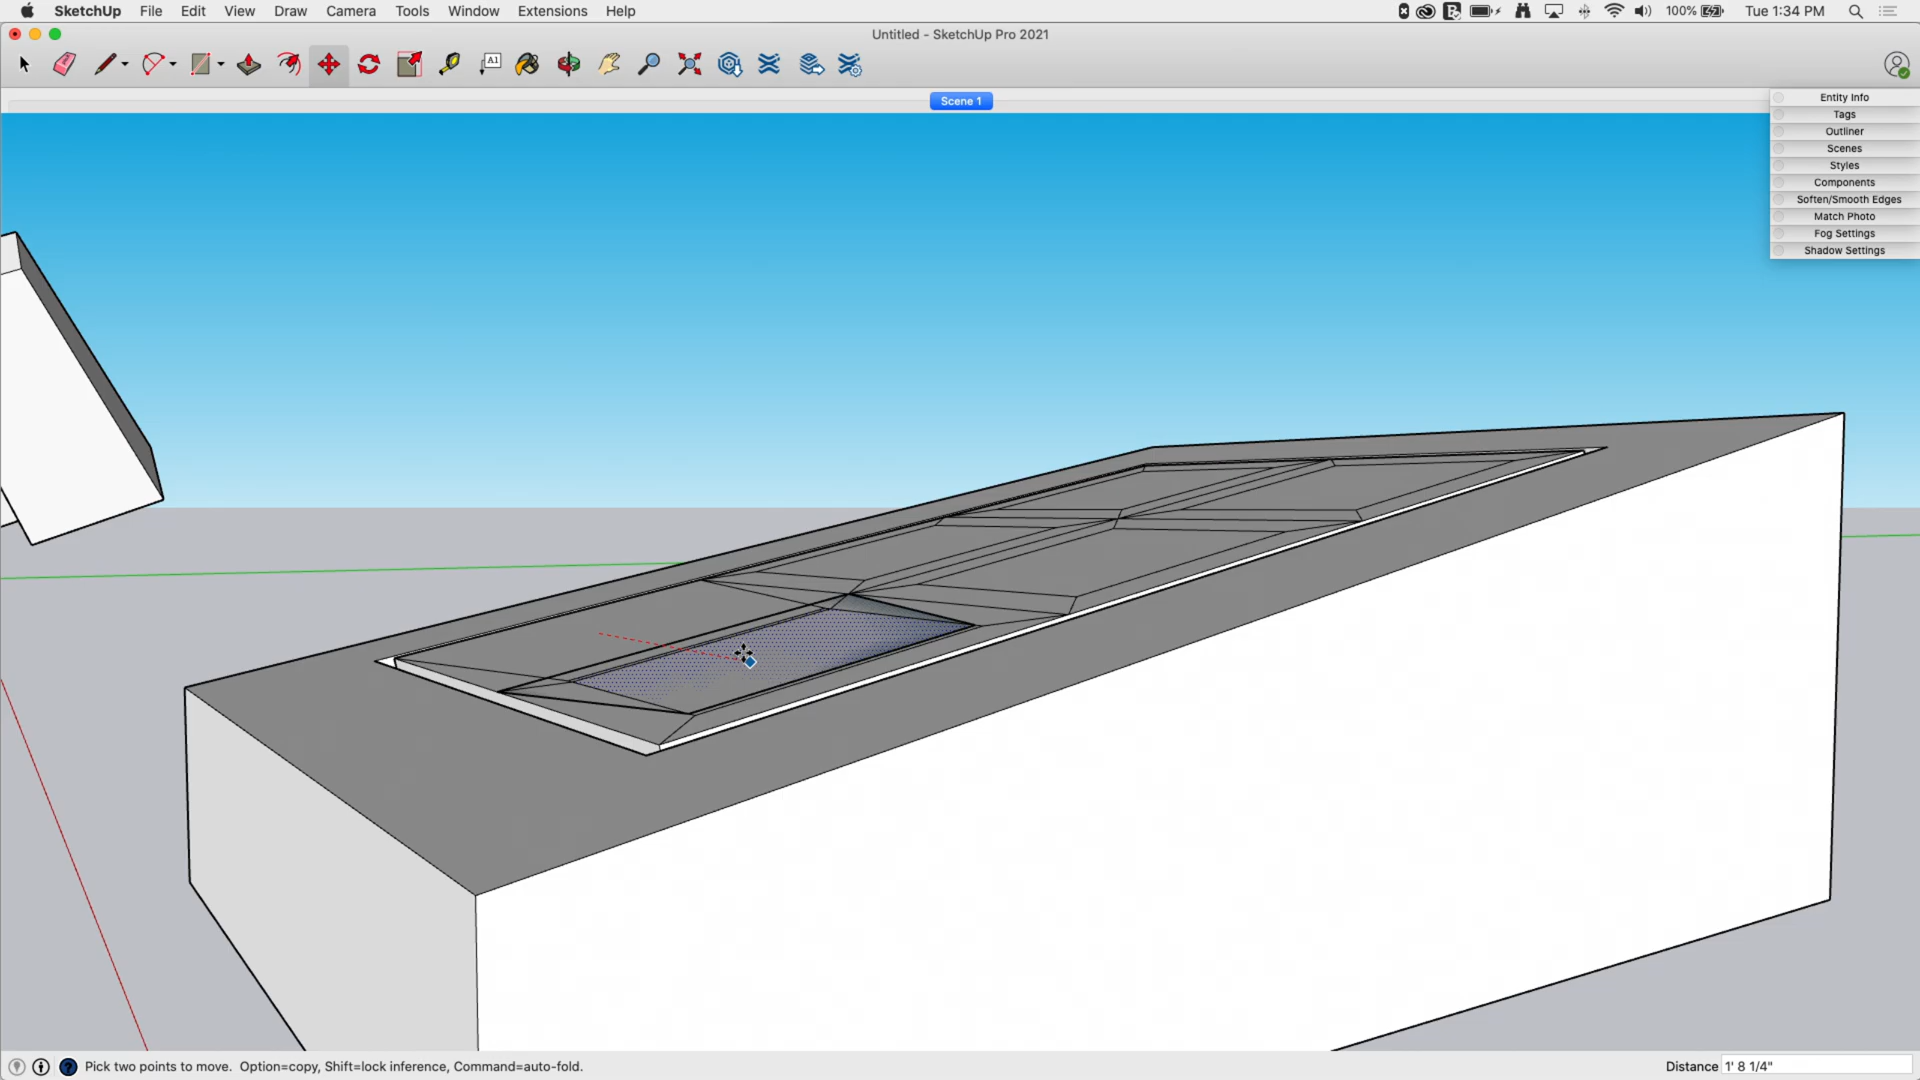 SketchUp File Edit View Draw Camera Tools Window Extensions Help 100% Tue 1:34 PM
Untitled - SketchUp Pro 2021
A1
Scene 1
Entity Info
Tags
Outliner
Scenes
Styles
Components
Soften/Smooth Edges
Match Photo
Fog Settings
Shadow Settings
Pick two points to move. Option=copy, Shift=lock inference, Command=auto-fold. Distance 1' 8 1/4"